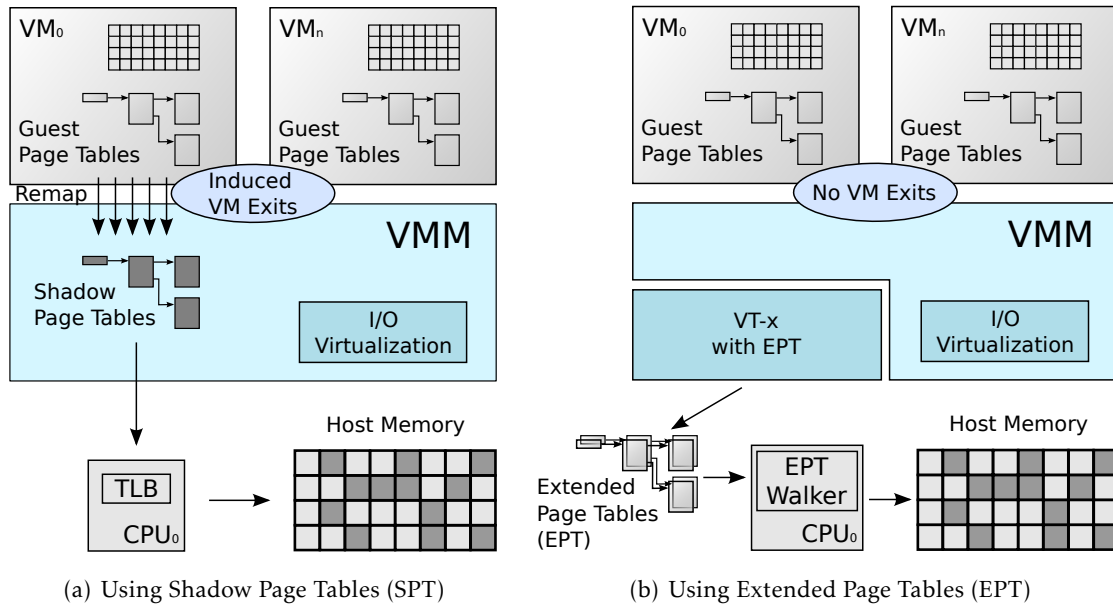 VM₀
Guest
Page Tables
VMₙ
Guest
Page Tables
Remap
Induced
VM Exits
VMM
Shadow
Page Tables
I/O
Virtualization
TLB
CPU₀
Host Memory
(a) Using Shadow Page Tables (SPT)
VM₀
Guest
Page Tables
VMₙ
Guest
Page Tables
No VM Exits
VMM
VT-x
with EPT
I/O
Virtualization
Extended
Page Tables
(EPT)
EPT
Walker
CPU₀
Host Memory
(b) Using Extended Page Tables (EPT)